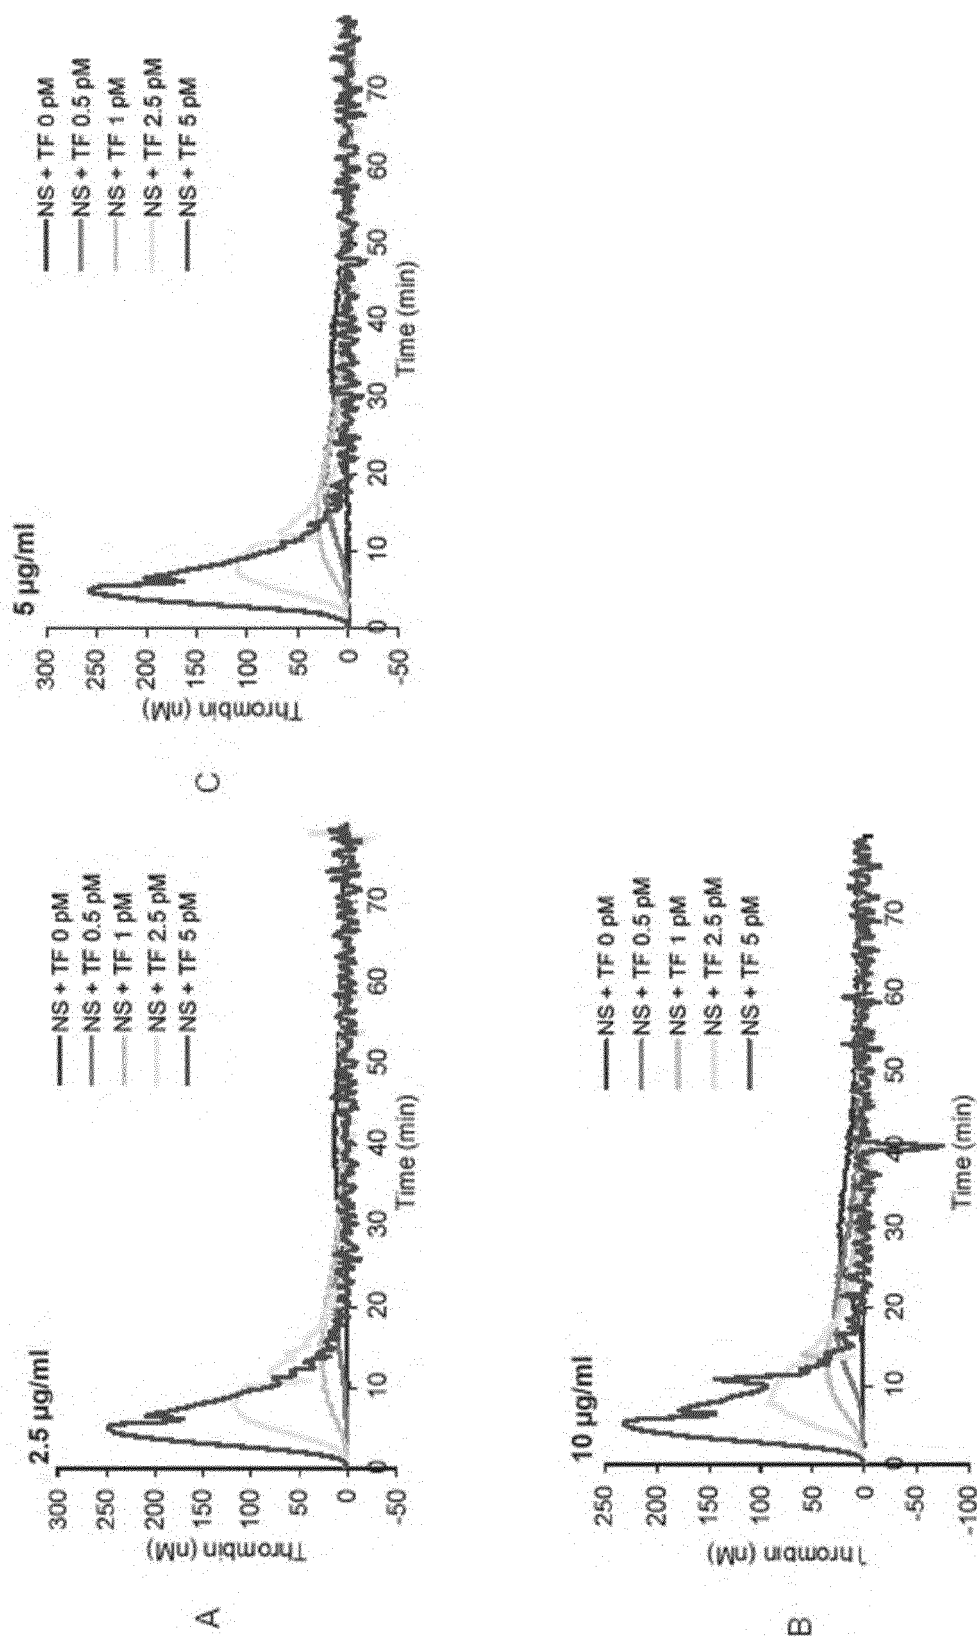 A
2.5 µg/ml
NS + TF 0 pM
NS + TF 0.5 pM
NS + TF 1 pM
NS + TF 2.5 pM
NS + TF 5 pM
Thrombin (nM)
300
250
200
150
100
50
0
-50
0
10
20
30
40
50
60
70
Time (min)
B
10 µg/ml
NS + TF 0 pM
NS + TF 0.5 pM
NS + TF 1 pM
NS + TF 2.5 pM
NS + TF 5 pM
Thrombin (nM)
250
200
150
100
50
0
-50
-100
0
10
20
30
40
50
60
70
Time (min)
C
5 µg/ml
NS + TF 0 pM
NS + TF 0.5 pM
NS + TF 1 pM
NS + TF 2.5 pM
NS + TF 5 pM
Thrombin (nM)
300
250
200
150
100
50
0
-50
0
10
20
30
40
50
60
70
Time (min)